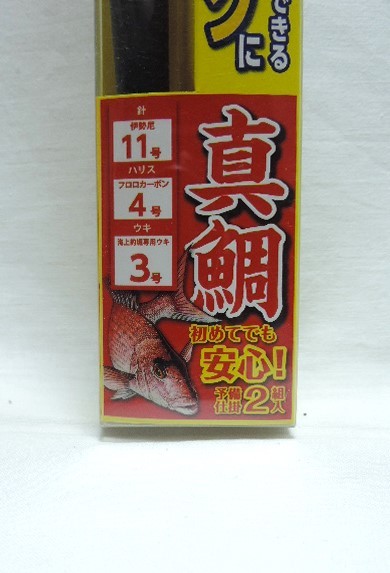 できる
ンに
針
伊勢尼
11号
ハリス
フロロカーボン
4号
ウキ
海上釣堀専用ウキ
3号
真鯛
初めてでも
安心!
予備仕掛2組入